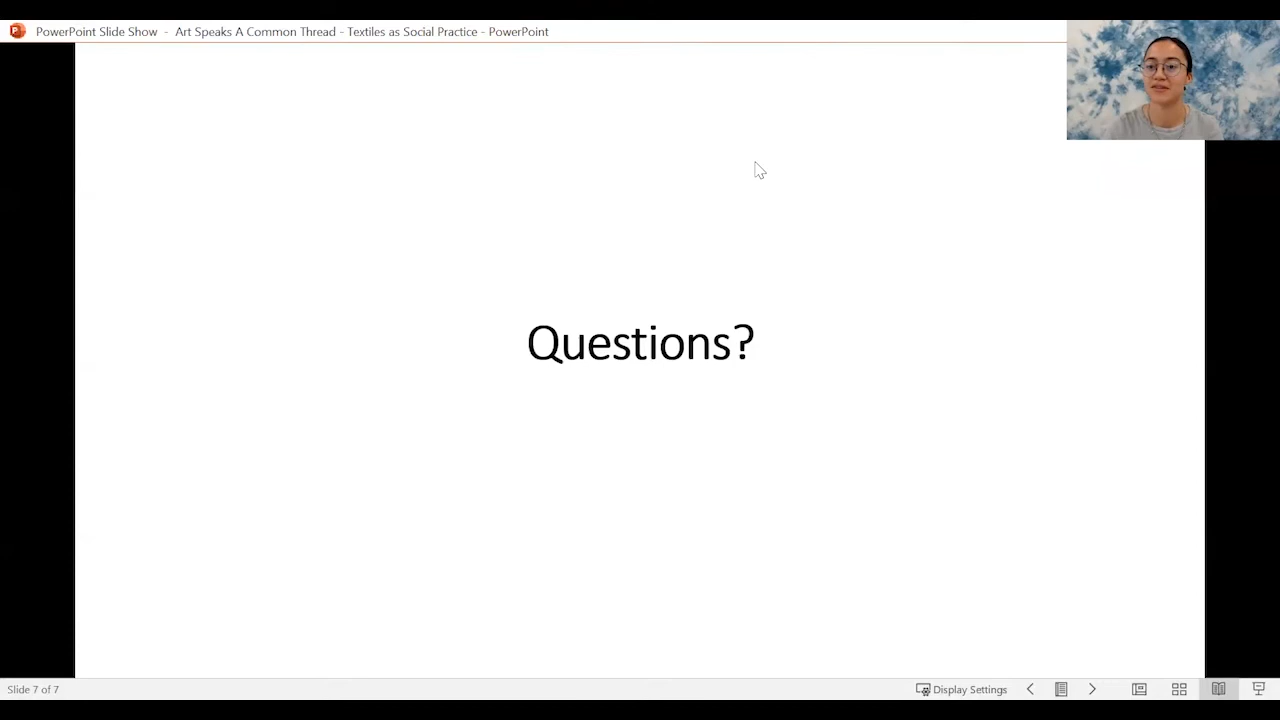 PowerPoint Slide Show - Art Speaks A Common Thread - Textiles as Social Practice - PowerPoint
Questions?
Slide 7 of 7
Display Settings